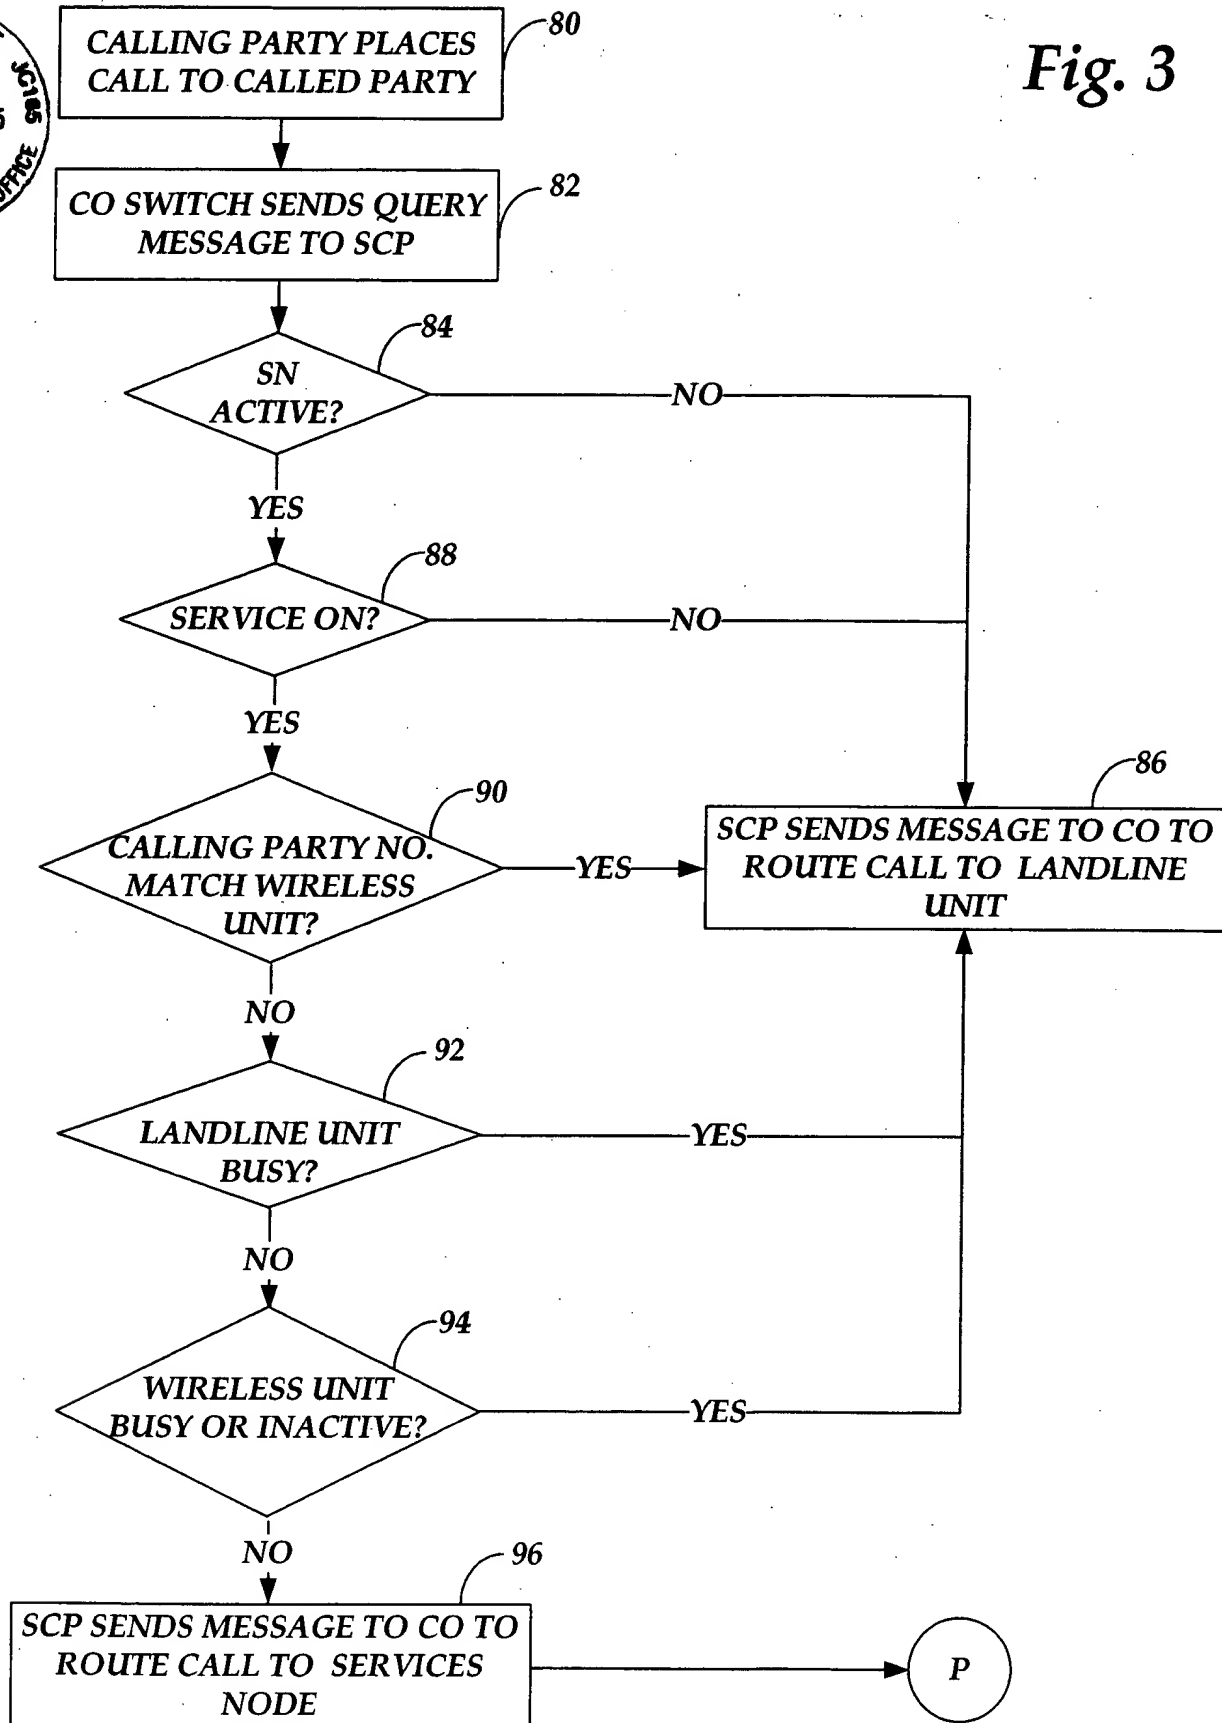 Fig. 3
JC165
OFFICE
80
CALLING PARTY PLACES
CALL TO CALLED PARTY
82
CO SWITCH SENDS QUERY
MESSAGE TO SCP
84
SN
ACTIVE?
NO
YES
88
SERVICE ON?
NO
YES
90
CALLING PARTY NO.
MATCH WIRELESS
UNIT?
YES
86
SCP SENDS MESSAGE TO CO TO
ROUTE CALL TO LANDLINE
UNIT
NO
92
LANDLINE UNIT
BUSY?
YES
NO
94
WIRELESS UNIT
BUSY OR INACTIVE?
YES
NO
96
SCP SENDS MESSAGE TO CO TO
ROUTE CALL TO SERVICES
NODE
P